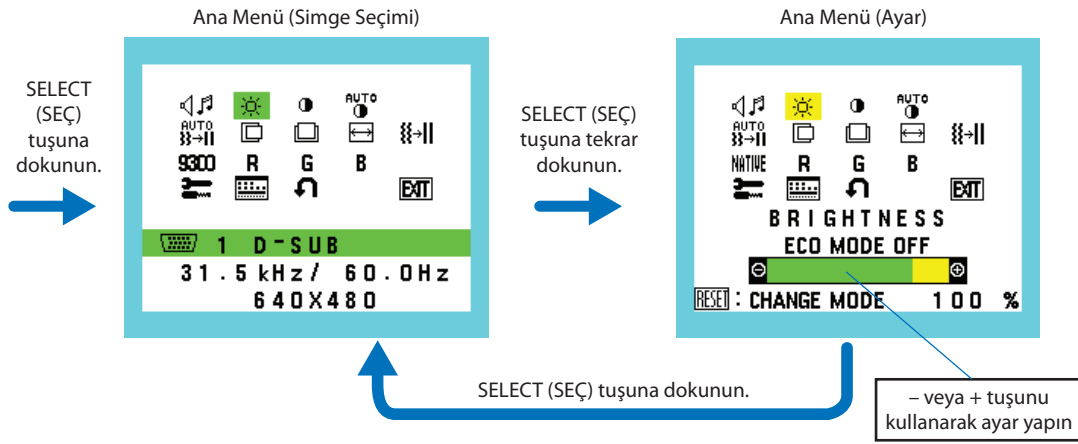 Ana Menü (Simge Seçimi)
Ana Menü (Ayar)
SELECT
(SEÇ)
tuşuna
dokunun.
AUTO
AUTO
9300 R G B
EXIT
1 D-SUB
31.5 kHz/ 60.0Hz
640X480
SELECT (SEÇ)
tuşuna tekrar
dokunun.
AUTO
AUTO
NATIVE R G B
EXIT
BRIGHTNESS
ECO MODE OFF
RESET : CHANGE MODE 100 %
SELECT (SEÇ) tuşuna dokunun.
– veya + tuşunu
kullanarak ayar yapın